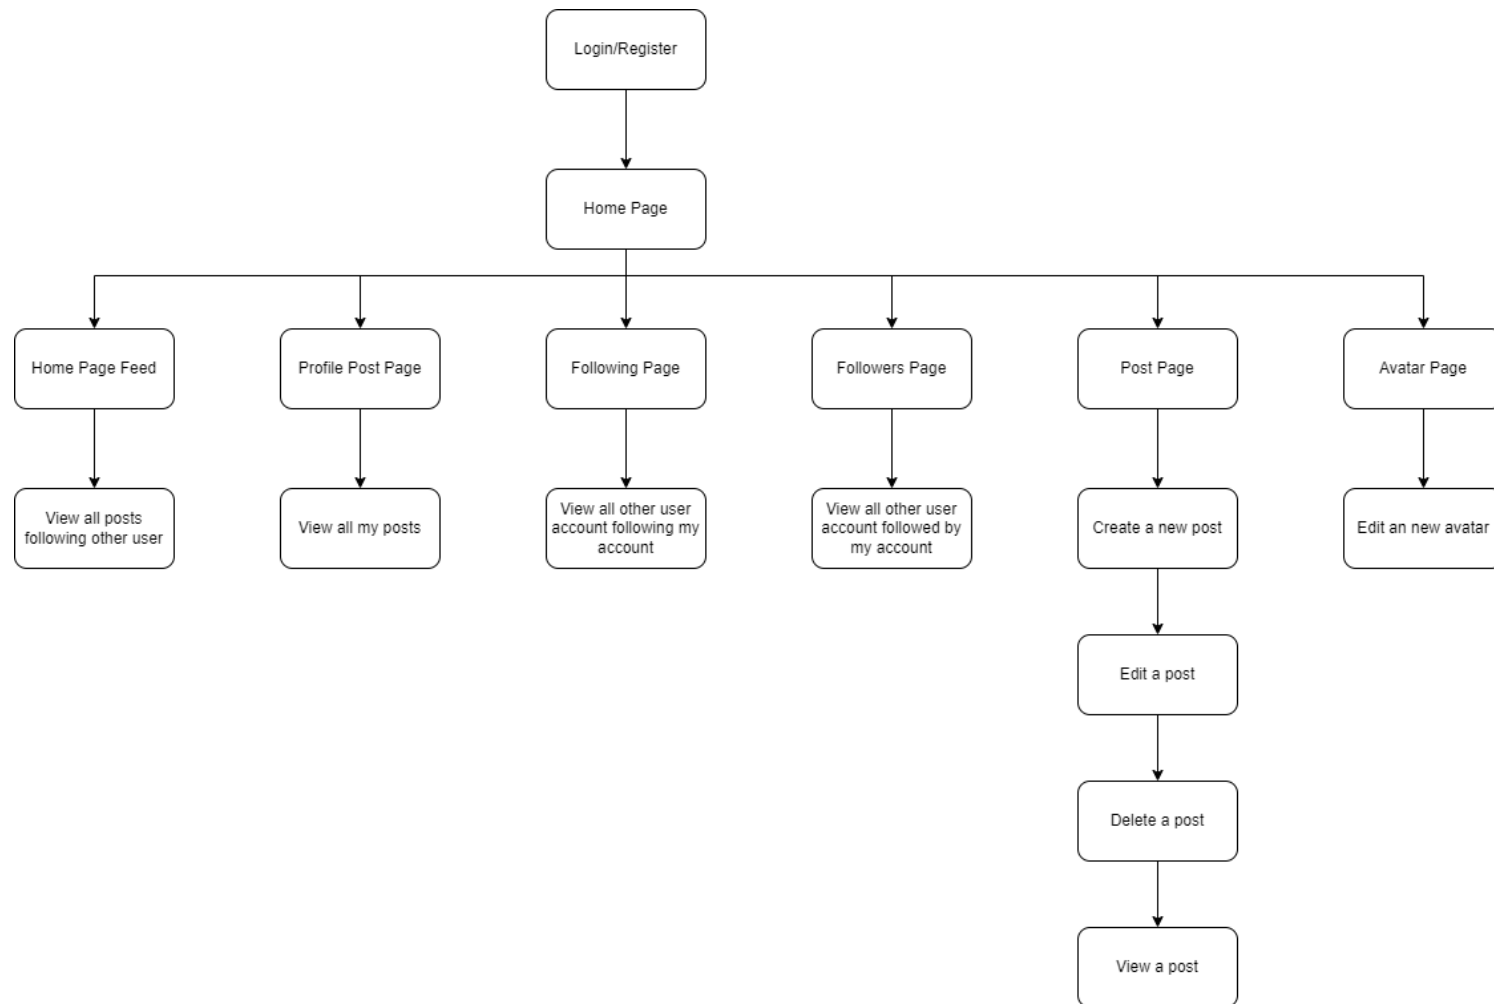 Login/Register
Home Page
Home Page Feed
Profile Post Page
Following Page
Followers Page
Post Page
Avatar Page
View all posts
following other user
View all my posts
View all other user
account following my
account
View all other user
account followed by
my account
Create a new post
Edit an new avatar
Edit a post
Delete a post
View a post